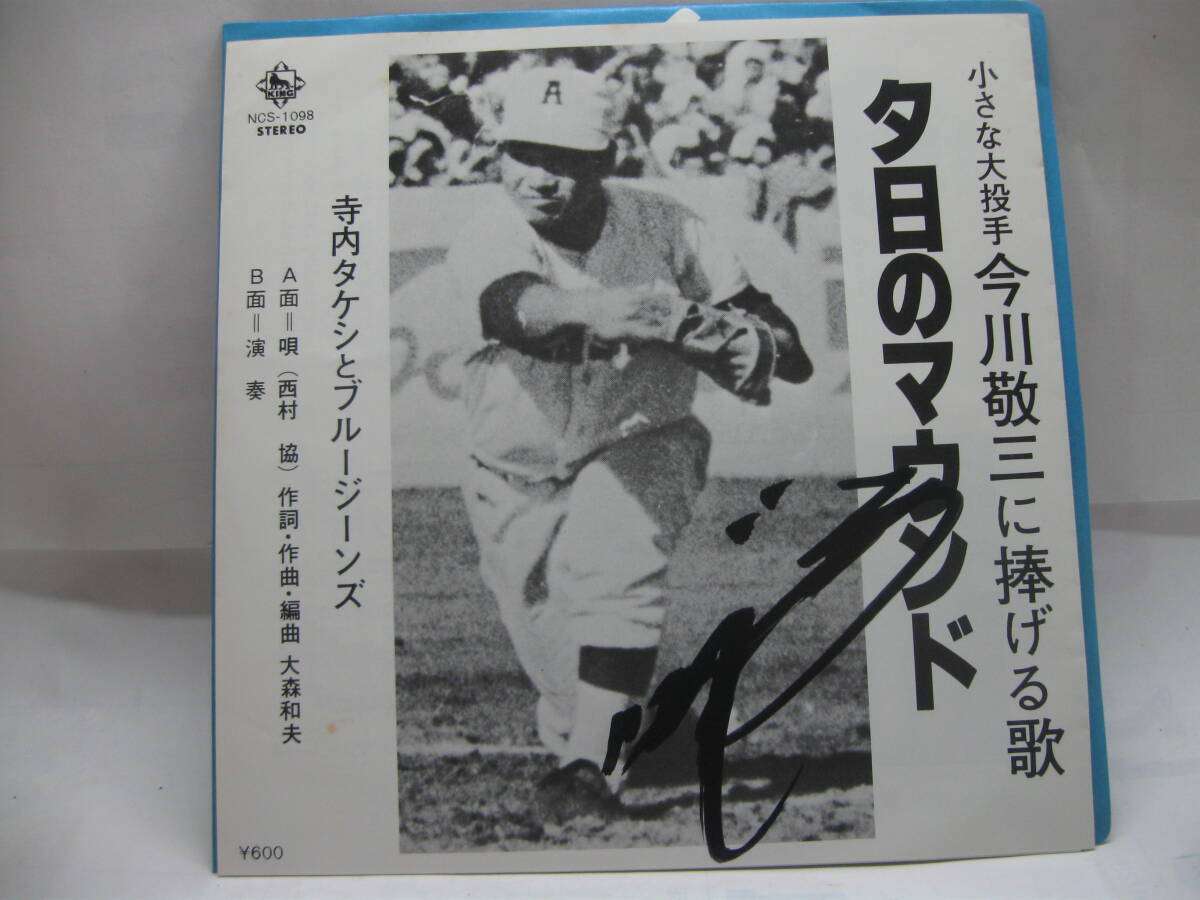 小さな大投手 今川敬三に捧げる歌
夕日のマウンド
A
KING
NCS-1098
STEREO
寺内タケシとブルージーンズ
A面＝唄（西村 協）作詞・作曲・編曲 大森和夫
B面＝演奏
¥600